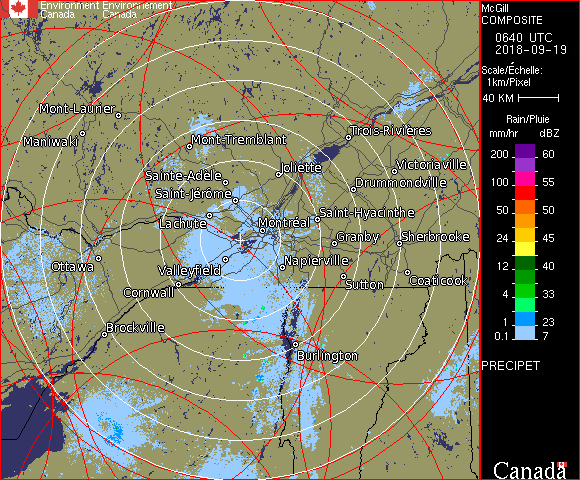 Environment Environnement
Canada Canada
McGill
COMPOSITE
0640 UTC
2018-09-19
Scale/Échelle:
1km/Pixel
40 KM
Rain/Pluie
mm/hr dBZ
200 60
55
100 55
50 50
24 45
12 40
4 33
1 23
0.1 7
PRECIPET
Mont-Laurier
Maniwaki
Mont-Tremblant
Trois-Rivières
Sainte-Adèle
Joliette
Victoriaville
Drummondville
Saint-Jérôme
Lachute
Saint-Hyacinthe
Montréal
Granby
Sherbrooke
Ottawa
Valleyfield
Napierville
Cornwall
Sutton
Coaticook
Brockville
Burlington
Canada